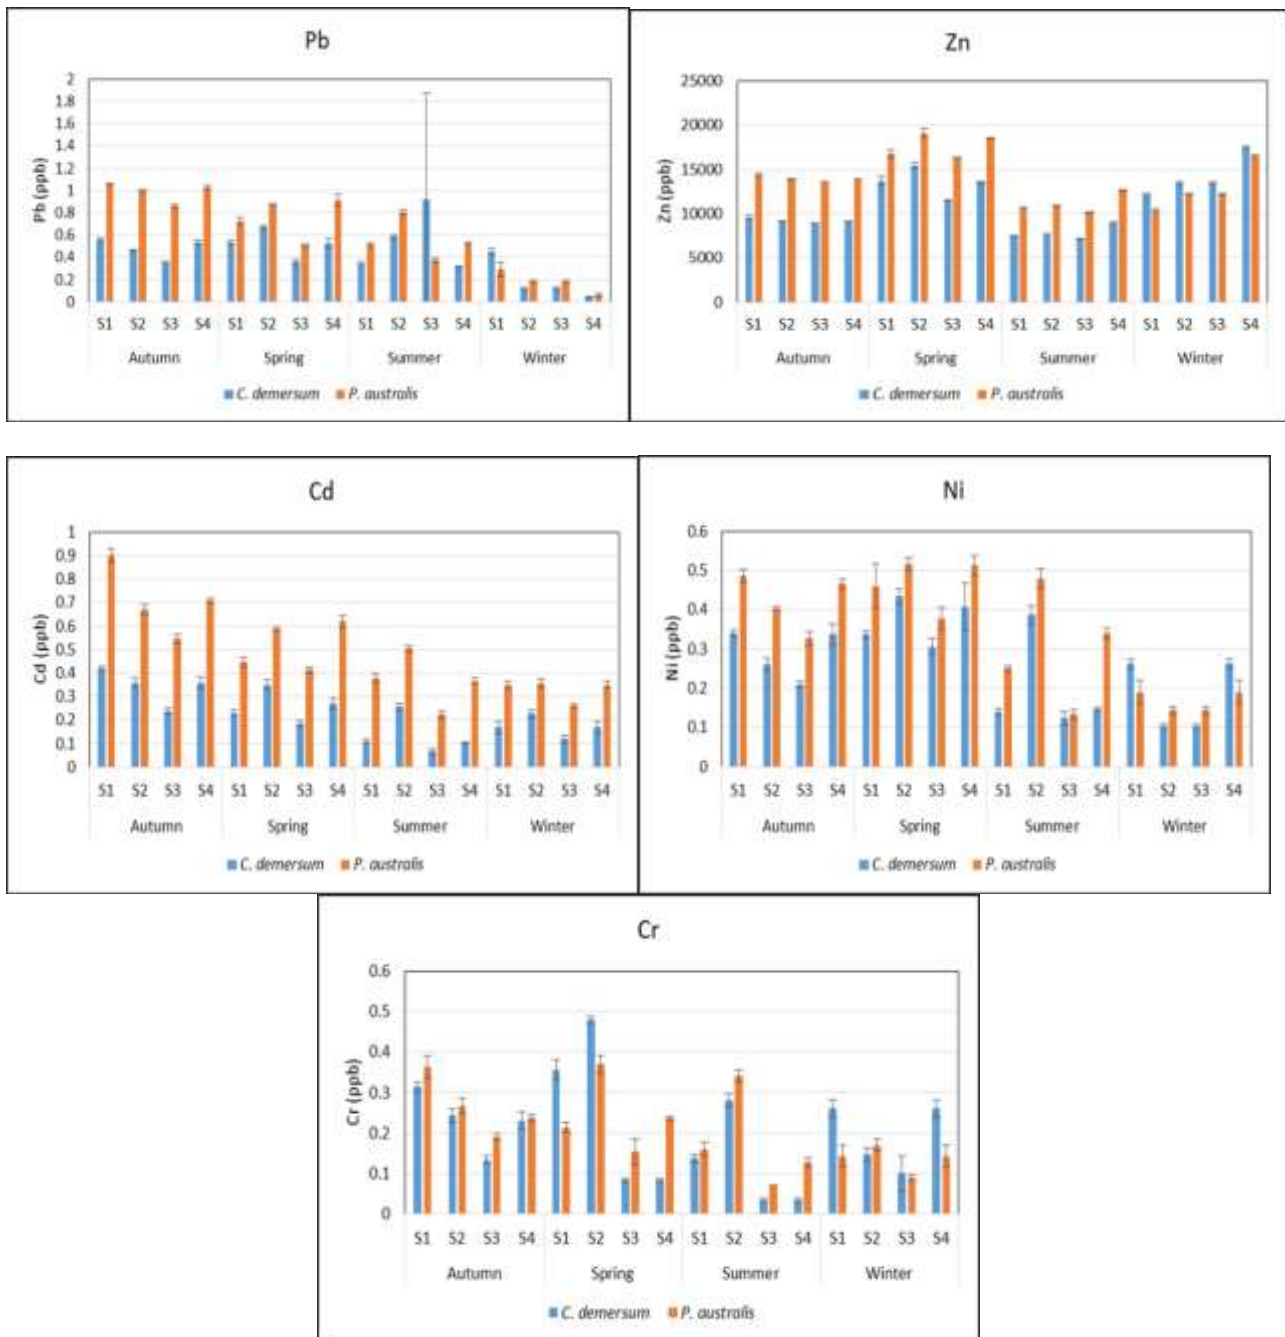 Pb
Pb (ppb)
2
1.8
1.6
1.4
1.2
1
0.8
0.6
0.4
0.2
0
S1 S2 S3 S4 S1 S2 S3 S4 S1 S2 S3 S4 S1 S2 S3 S4
Autumn Spring Summer Winter
C. demersum P. australis
Zn
Zn (ppb)
25000
20000
15000
10000
5000
0
S1 S2 S3 S4 S1 S2 S3 S4 S1 S2 S3 S4 S1 S2 S3 S4
Autumn Spring Summer Winter
C. demersum P. australis
Cd
Cd (ppb)
1
0.9
0.8
0.7
0.6
0.5
0.4
0.3
0.2
0.1
0
S1 S2 S3 S4 S1 S2 S3 S4 S1 S2 S3 S4 S1 S2 S3 S4
Autumn Spring Summer Winter
C. demersum P. australis
Ni
Ni (ppb)
0.6
0.5
0.4
0.3
0.2
0.1
0
S1 S2 S3 S4 S1 S2 S3 S4 S1 S2 S3 S4 S1 S2 S3 S4
Autumn Spring Summer Winter
C. demersum P. australis
Cr
Cr (ppb)
0.6
0.5
0.4
0.3
0.2
0.1
0
S1 S2 S3 S4 S1 S2 S3 S4 S1 S2 S3 S4 S1 S2 S3 S4
Autumn Spring Summer Winter
C. demersum P. australis